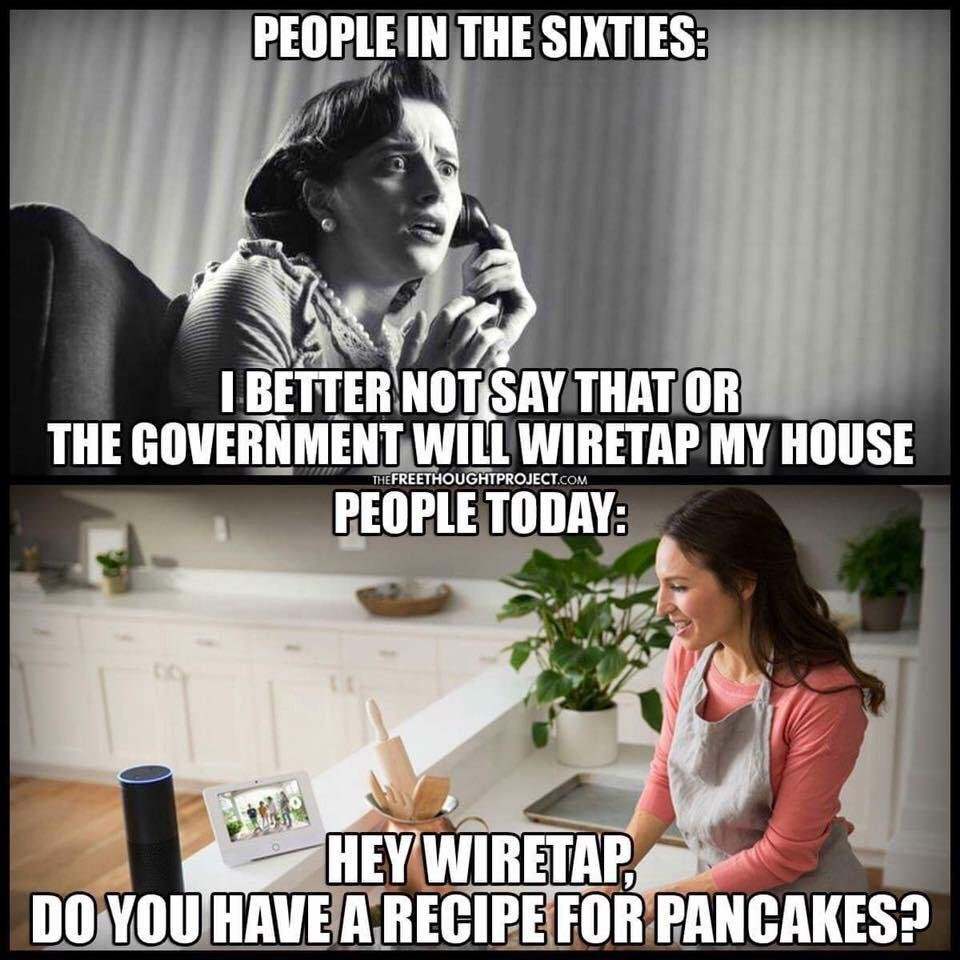 PEOPLE IN THE SIXTIES:
I BETTER NOT SAY THAT OR
THE GOVERNMENT WILL WIRETAP MY HOUSE
THEFREETHOUGHTPROJECT.COM
PEOPLE TODAY:
HEY WIRETAP,
DO YOU HAVE A RECIPE FOR PANCAKES?